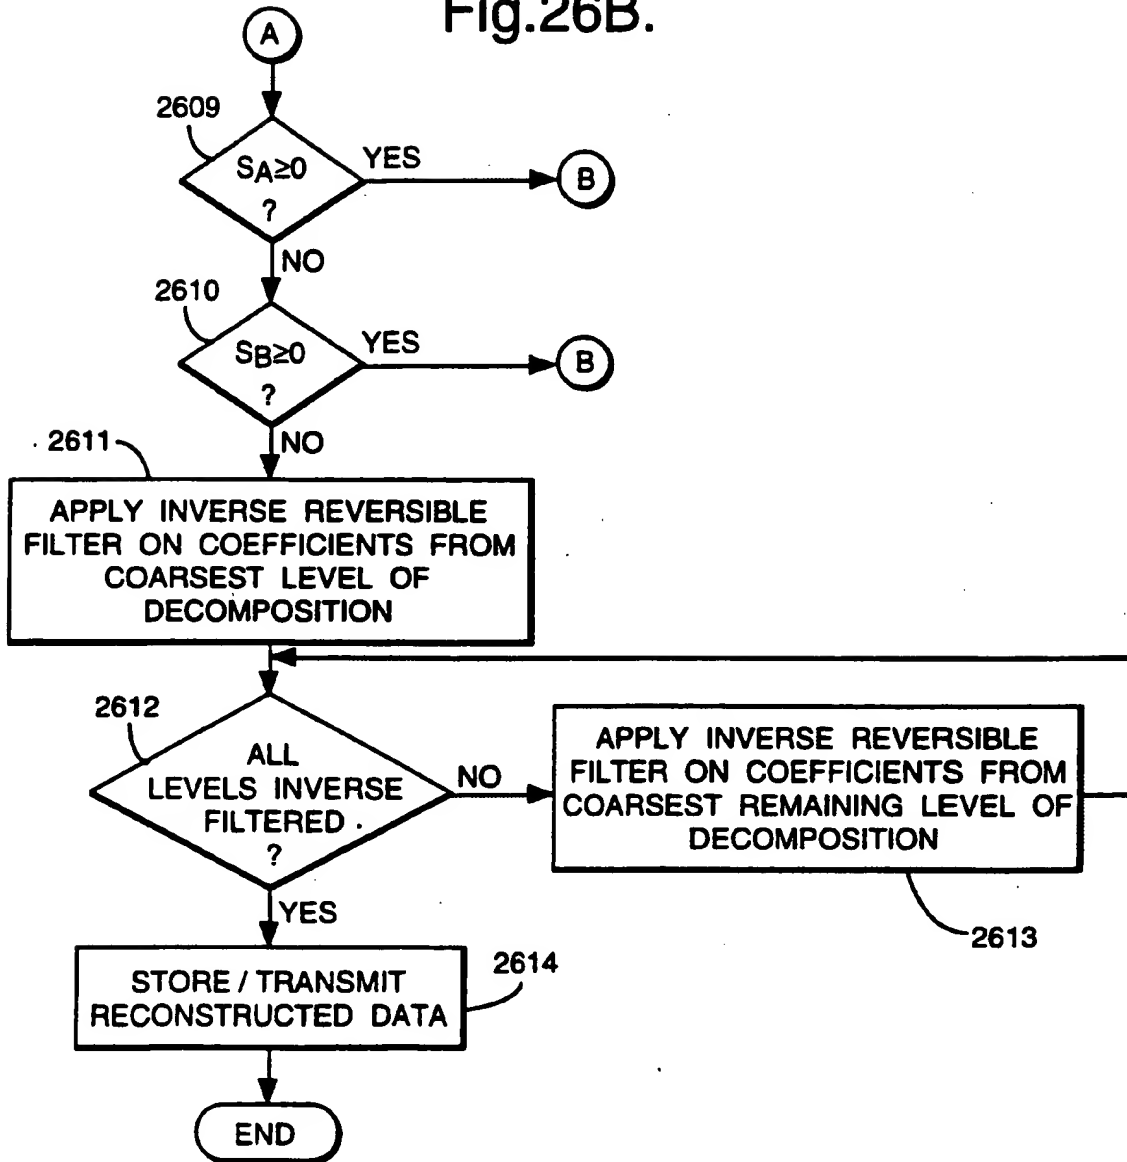 Fig.26B.
A
2609
SA≥0
?
YES
B
NO
2610
SB≥0
?
YES
B
NO
2611
APPLY INVERSE REVERSIBLE
FILTER ON COEFFICIENTS FROM
COARSEST LEVEL OF
DECOMPOSITION
2612
ALL
LEVELS INVERSE
FILTERED
?
NO
APPLY INVERSE REVERSIBLE
FILTER ON COEFFICIENTS FROM
COARSEST REMAINING LEVEL OF
DECOMPOSITION
2613
YES
STORE / TRANSMIT
RECONSTRUCTED DATA
2614
END